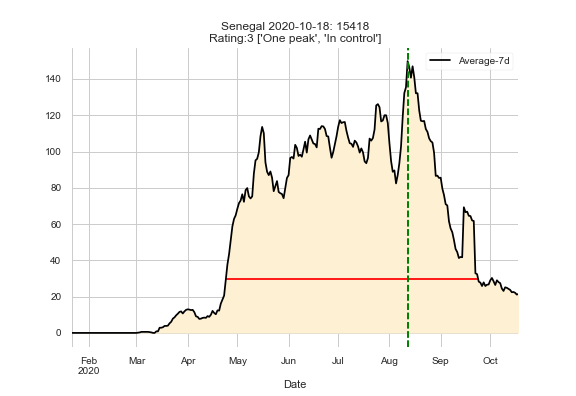 Senegal 2020-10-18: 15418
Rating:3 ['One peak', 'In control']
Average-7d
140
120
100
80
60
40
20
0
Feb Mar Apr May Jun Jul Aug Sep Oct
2020
Date